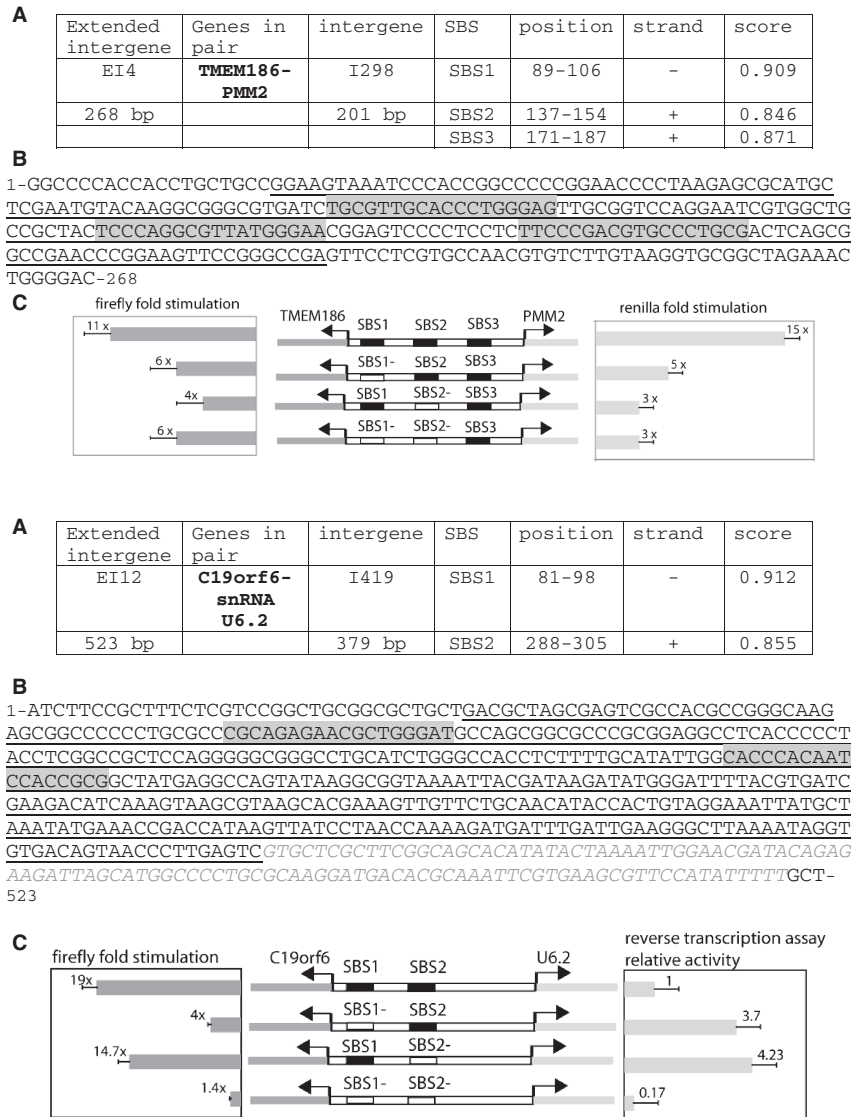 A
Extended intergene Genes in pair intergene SBS position strand score
EI4 TMEM186-PMM2 I298 SBS1 89-106 - 0.909
268 bp 201 bp SBS2 137-154 + 0.846
SBS3 171-187 + 0.871
B
1-GGCCCCACCACCTGCTGCCGGAAGTAAATCCCACCGGCCCCCCGGAACCCCTAAGAGCGCATGC
TCGAATGTACAAGGCGGGCGTGATCTGCGTTGCACCCTGGGAGTTGCGGTCCAGGAATCGTGGCTG
CCGCTACTCCCAGGCGTTATGGGAACGGAGTCCCCTCCTCTTCCCGACGTGCCCTGCGACTCAGCG
GCCGAACCCGGAAGTTCCGGGCCGAGTTCCTCGTGCCAACGTGTCTTGTAAGGTGCGGCTAGAAAC
TGGGGAC-268
C
firefly fold stimulation
TMEM186
PMM2
renilla fold stimulation
11 x
SBS1 SBS2 SBS3
15 x
6 x
SBS1- SBS2 SBS3
5 x
4x
SBS1 SBS2- SBS3
3 x
6 x
SBS1- SBS2- SBS3
3 x
A
Extended intergene Genes in pair intergene SBS position strand score
EI12 C19orf6-snRNA U6.2 I419 SBS1 81-98 - 0.912
523 bp 379 bp SBS2 288-305 + 0.855
B
1-ATCTTCCGCTTTCTCGTCCGGCTGCGGCGCTGCTGACGCTAGCGAGTCGCCACGCCGGGCAAG
AGCGGCCCCCCTGCGCCCGCAGAGAACGCTGGGATGCCAGCGGCGCCCGCGGAGGCCTCACCCCCT
ACCTCGGCCGCTCCAGGGGGCGGGCCTGCATCTGGGCCACCTCTTTTGCATATTGGCACCCACAAT
CCACCGCGGCTATGAGGCCAGTATAAGGCGGTAAAATTACGATAAGATATGGGATTTTACGTGATC
GAAGACATCAAAGTAAGCGTAAGCACGAAAGTTGTTCTGCAACATACCACTGTAGGAAATTATGCT
AAATATGAAACCGACCATAAGTTATCCTAACCAAAAGATGATTTGATTGAAGGGCTTAAAATAGGT
GTGACAGTAACCCTTGAGTCGTGCTCGCTTCGGCAGCACATATACTAAAATTGGAACGATACAGAG
AAGATTAGCATGGCCCCTGCGCAAGGATGACACGCAAATTCGTGAAGCGTTCCATATTTTTGCT-
523
C
firefly fold stimulation
C19orf6
U6.2
reverse transcription assay
relative activity
19x
SBS1 SBS2
1
4x
SBS1- SBS2
3.7
14.7x
SBS1 SBS2-
4.23
1.4x
SBS1- SBS2-
0.17